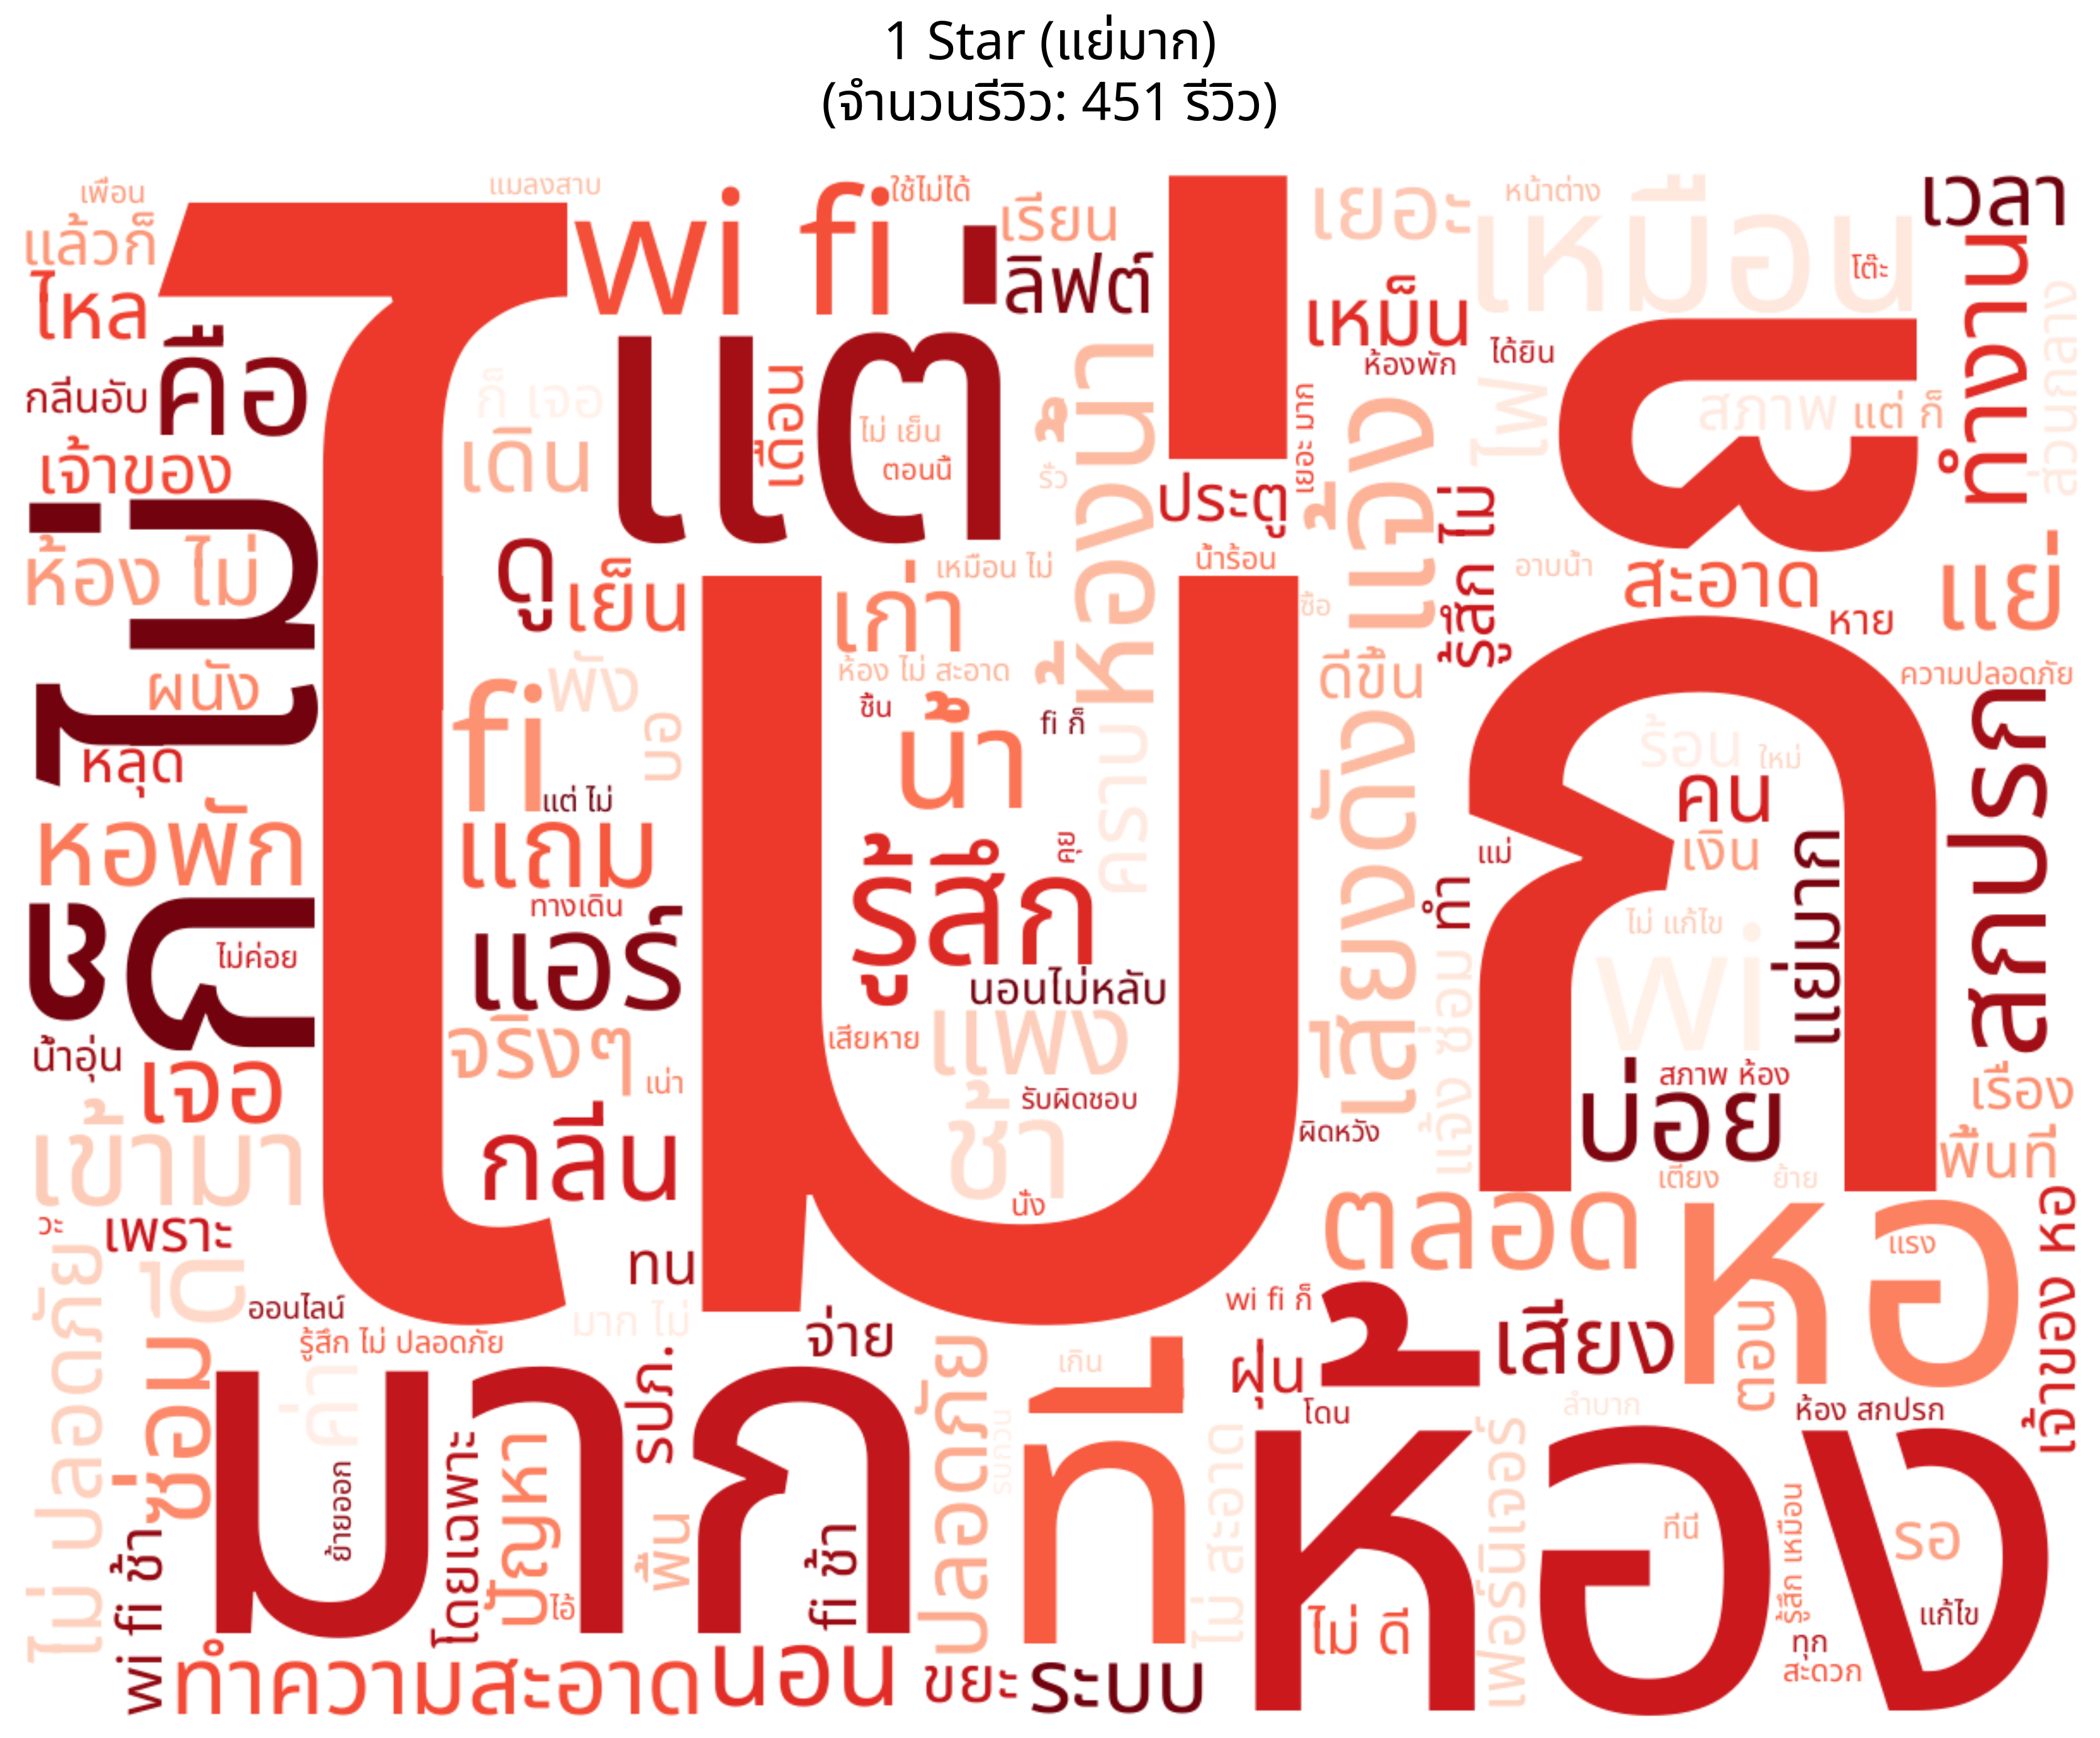 1 Star (แย่มาก)
(จำนวนรีวิว: 451 รีวิว)
เพื่อน
แมลงสาบ
wi fi
ใช้ไม่ได้
เรียน
เยอะ
หน้าต่าง
เหมือน
เวลา
แล้วก็
ไหล
ลิฟต์
โต๊ะ
ทำงาน
ส่วนกลาง
คือ
กลิ่นอับ
ก็ เจอ
แต่
เดือน
ไม่ เย็น
ตอนนี้
รั่ว
ห้องน้ำ
เหม็น
ห้องพัก
ได้ยิน
ไฟ
สภาพ
แต่ ก็
เจ้าของ
เดิน
ประตู
เยอะ มาก
แจ้ง
รู้สึก ไม่
ห้อง ไม่
ดู
เย็น
เหมือน ไม่
น้ำร้อน
อาบน้ำ
สะอาด
แย่
เก่า
ซื้อ
หาย
ไม่
ผนัง
พัง
ห้อง ไม่ สะอาด
ดีขึ้น
ความปลอดภัย
ชื้น
fi ก็
น้ำ
fi
หลุด
แต่ ไม่
คราบ
เสียงดัง
ร้อน
ใหม่
คน
สกปรก
หอพัก
แถม
คุย
แม่
เงิน
ทางเดิน
รู้สึก
ทำ
แย่มาก
ไม่ค่อย
แอร์
นอนไม่หลับ
ไม่ แก้ไข
wi
น้ำอุ่น
จริงๆ
เสียหาย
แพง
แจ้ง ซ่อม
สภาพ ห้อง
เจอ
เน่า
รับผิดชอบ
บ่อย
เรื่อง
เข้ามา
กลิ่น
ช้า
ผิดหวัง
พื้นที่
นั่ง
เตียง
ย้าย
วะ
เพราะ
ตลอด
หอ
แรง
เจ้าของ หอ
ไม่ ปลอดภัย
ทน
ออนไลน์
มาก ไม่
wi fi ก็
เสียง
ตอน
รู้สึก ไม่ ปลอดภัย
จ่าย
ซ่อม
ค่า
รปภ.
ปลอดภัย
เกิน
ที่
ฝุ่น
โดน
ลำบาก
ห้อง สกปรก
มาก
ห้อง
รบกวน
ไม่ สะอาด
เฟอร์นิเจอร์
ย้ายออก
โดยเฉพาะ
ปัญหา
พื้น
fi ช้า
ที่นี่
รู้สึก เหมือน
รอ
wi fi ช้า
ไอ้
ไม่ ดี
แก้ไข
ทุก
สะดวก
ทำความสะอาด
นอน
ขยะ
ระบบ